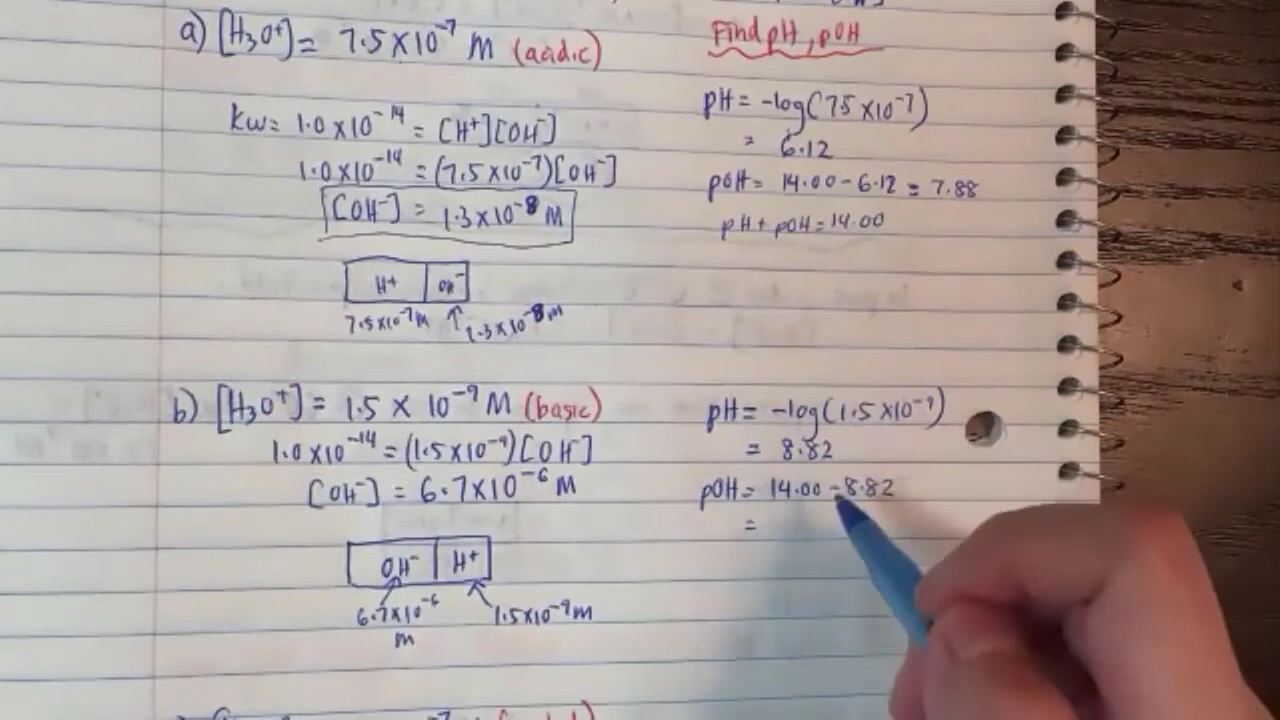 a) [H₃O⁺] = 7.5×10⁻⁷ M (acidic)
Find pH, pOH
Kw = 1.0×10⁻¹⁴ = [H⁺][OH⁻]
1.0×10⁻¹⁴ = (7.5×10⁻⁷)[OH⁻]
[OH⁻] = 1.3×10⁻⁸ M
H⁺ OH⁻
7.5×10⁻⁷ M 1.3×10⁻⁸ M
pH = -log(7.5×10⁻⁷)
= 6.12
pOH = 14.00 - 6.12 = 7.88
pH + pOH = 14.00
b) [H₃O⁺] = 1.5 × 10⁻⁹ M (basic)
1.0×10⁻¹⁴ = (1.5×10⁻⁹)[OH⁻]
[OH⁻] = 6.7×10⁻⁶ M
OH⁻ H⁺
6.7×10⁻⁶ 1.5×10⁻⁹ M
M
pH = -log(1.5×10⁻⁹)
= 8.82
pOH = 14.00 - 8.82
=